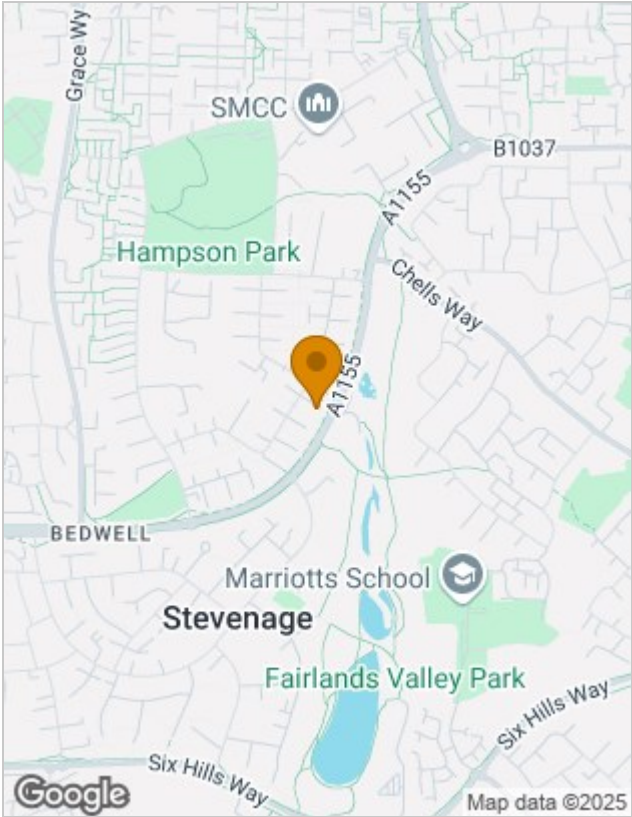 Grace Wy
SMCC
B1037
A1155
Hampson Park
Chells Way
A1155
BEDWELL
Marriotts School
Stevenage
Fairlands Valley Park
Six Hills Way
Six Hills Way
Google
Map data ©2025